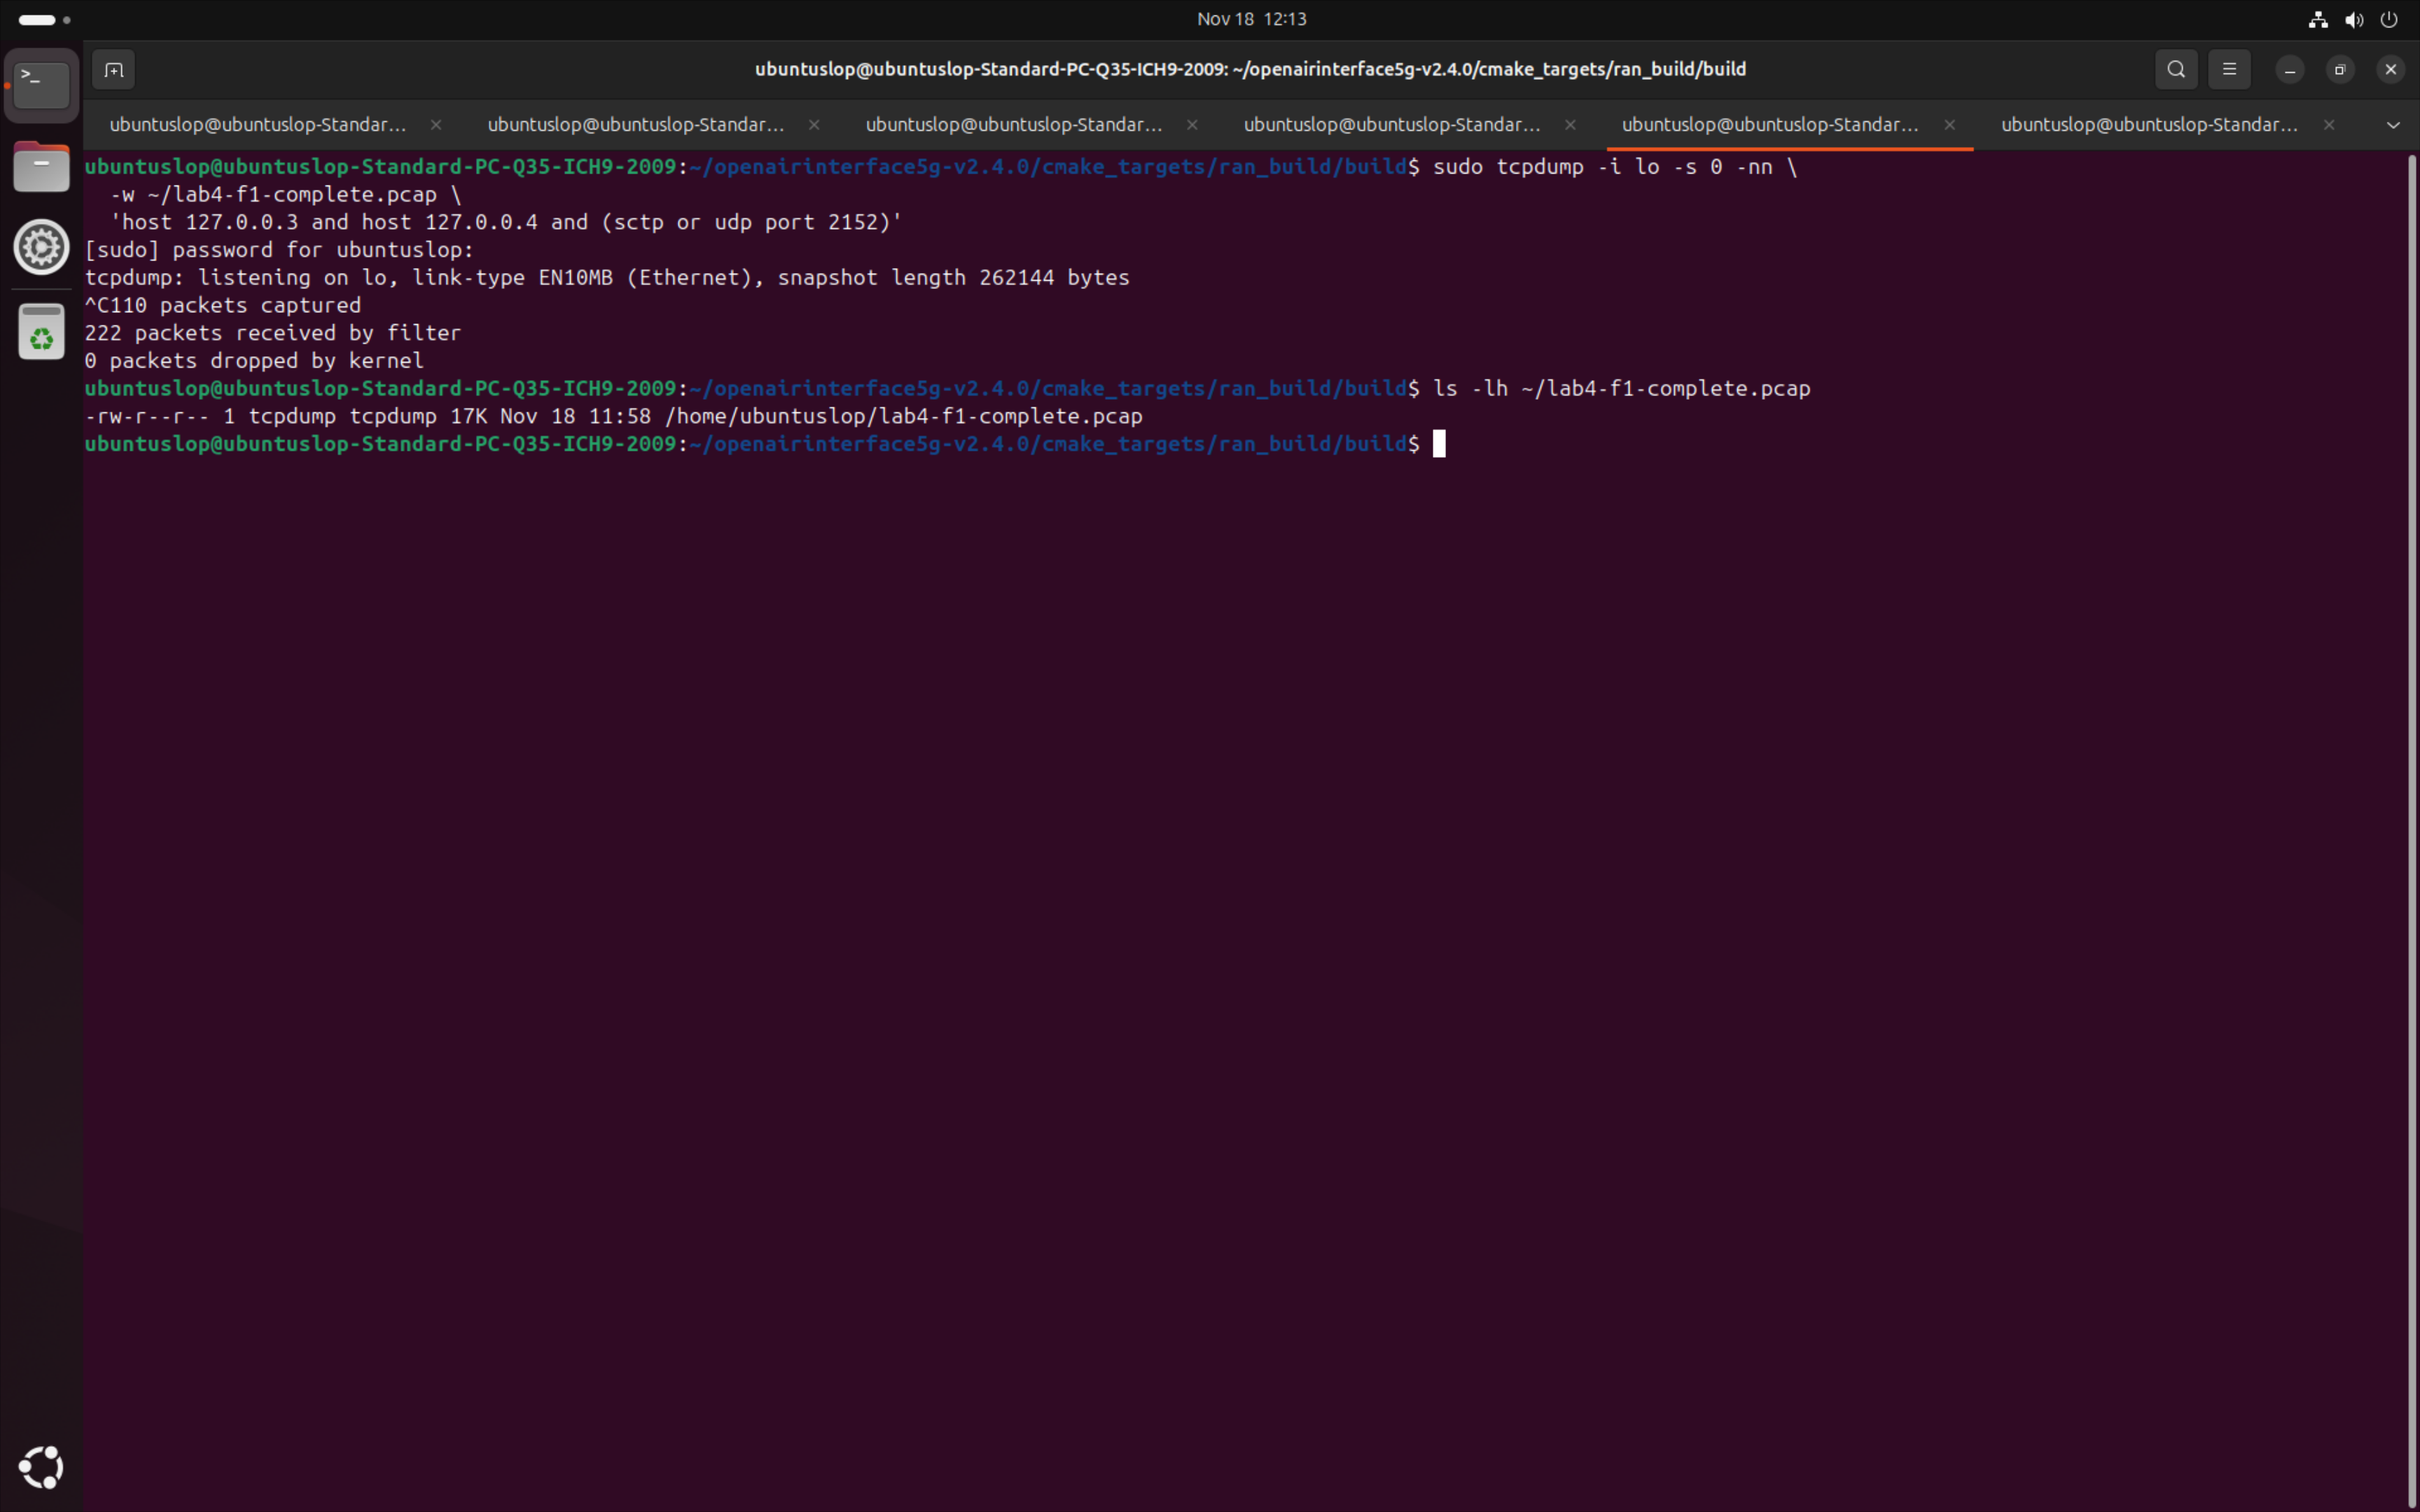 Nov 18 12:13
ubuntuslop@ubuntuslop-Standard-PC-Q35-ICH9-2009: ~/openairinterface5g-v2.4.0/cmake_targets/ran_build/build
ubuntuslop@ubuntuslop-Standar… ubuntuslop@ubuntuslop-Standar… ubuntuslop@ubuntuslop-Standar… ubuntuslop@ubuntuslop-Standar… ubuntuslop@ubuntuslop-Standar… ubuntuslop@ubuntuslop-Standar…
ubuntuslop@ubuntuslop-Standard-PC-Q35-ICH9-2009:~/openairinterface5g-v2.4.0/cmake_targets/ran_build/build$ sudo tcpdump -i lo -s 0 -nn \
-w ~/lab4-f1-complete.pcap \
'host 127.0.0.3 and host 127.0.0.4 and (sctp or udp port 2152)'
[sudo] password for ubuntuslop:
tcpdump: listening on lo, link-type EN10MB (Ethernet), snapshot length 262144 bytes
^C110 packets captured
222 packets received by filter
0 packets dropped by kernel
ubuntuslop@ubuntuslop-Standard-PC-Q35-ICH9-2009:~/openairinterface5g-v2.4.0/cmake_targets/ran_build/build$ ls -lh ~/lab4-f1-complete.pcap
-rw-r--r-- 1 tcpdump tcpdump 17K Nov 18 11:58 /home/ubuntuslop/lab4-f1-complete.pcap
ubuntuslop@ubuntuslop-Standard-PC-Q35-ICH9-2009:~/openairinterface5g-v2.4.0/cmake_targets/ran_build/build$